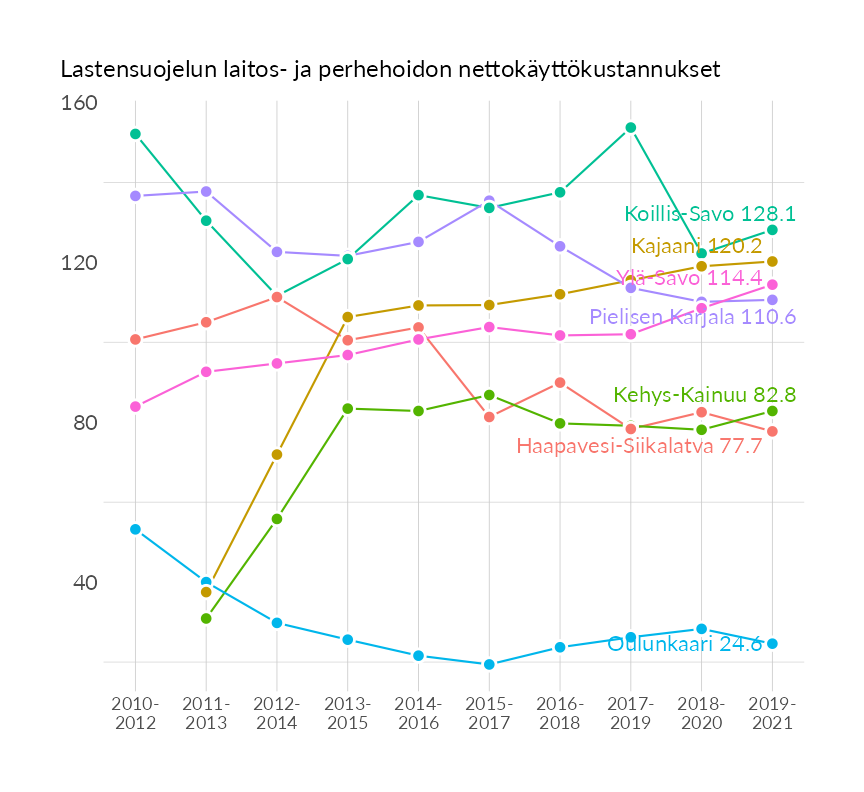 Lastensuojelun laitos- ja perhehoidon nettokäyttökustannukset
160
Koillis-Savo 128.1
Kajaani 120.2
120
Ylä-Savo 114.4
Pielisen Karjala 110.6
Kehys-Kainuu 82.8
80
Haapavesi-Siikalatva 77.7
40
Oulunkaari 24.6
2010-2012
2011-2013
2012-2014
2013-2015
2014-2016
2015-2017
2016-2018
2017-2019
2018-2020
2019-2021